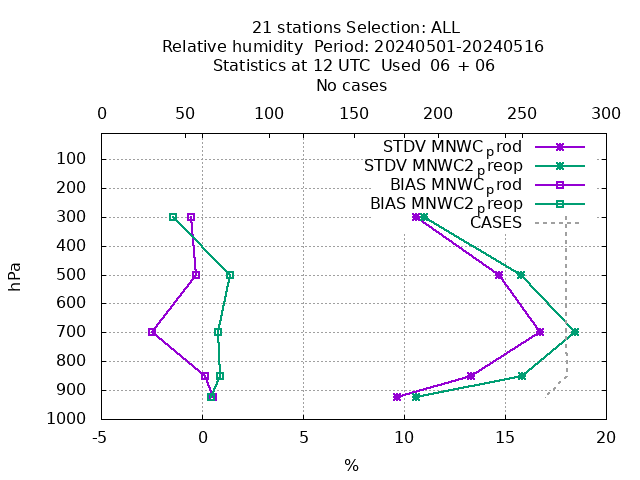 21 stations Selection: ALL
Relative humidity  Period: 20240501-20240516
Statistics at 12 UTC  Used  06 + 06
No cases
0 50 100 150 200 250 300
STDV MNWC_prod
STDV MNWC2_preop
BIAS MNWC_prod
BIAS MNWC2_preop
CASES
hPa
100
200
300
400
500
600
700
800
900
1000
-5 0 5 10 15 20
%